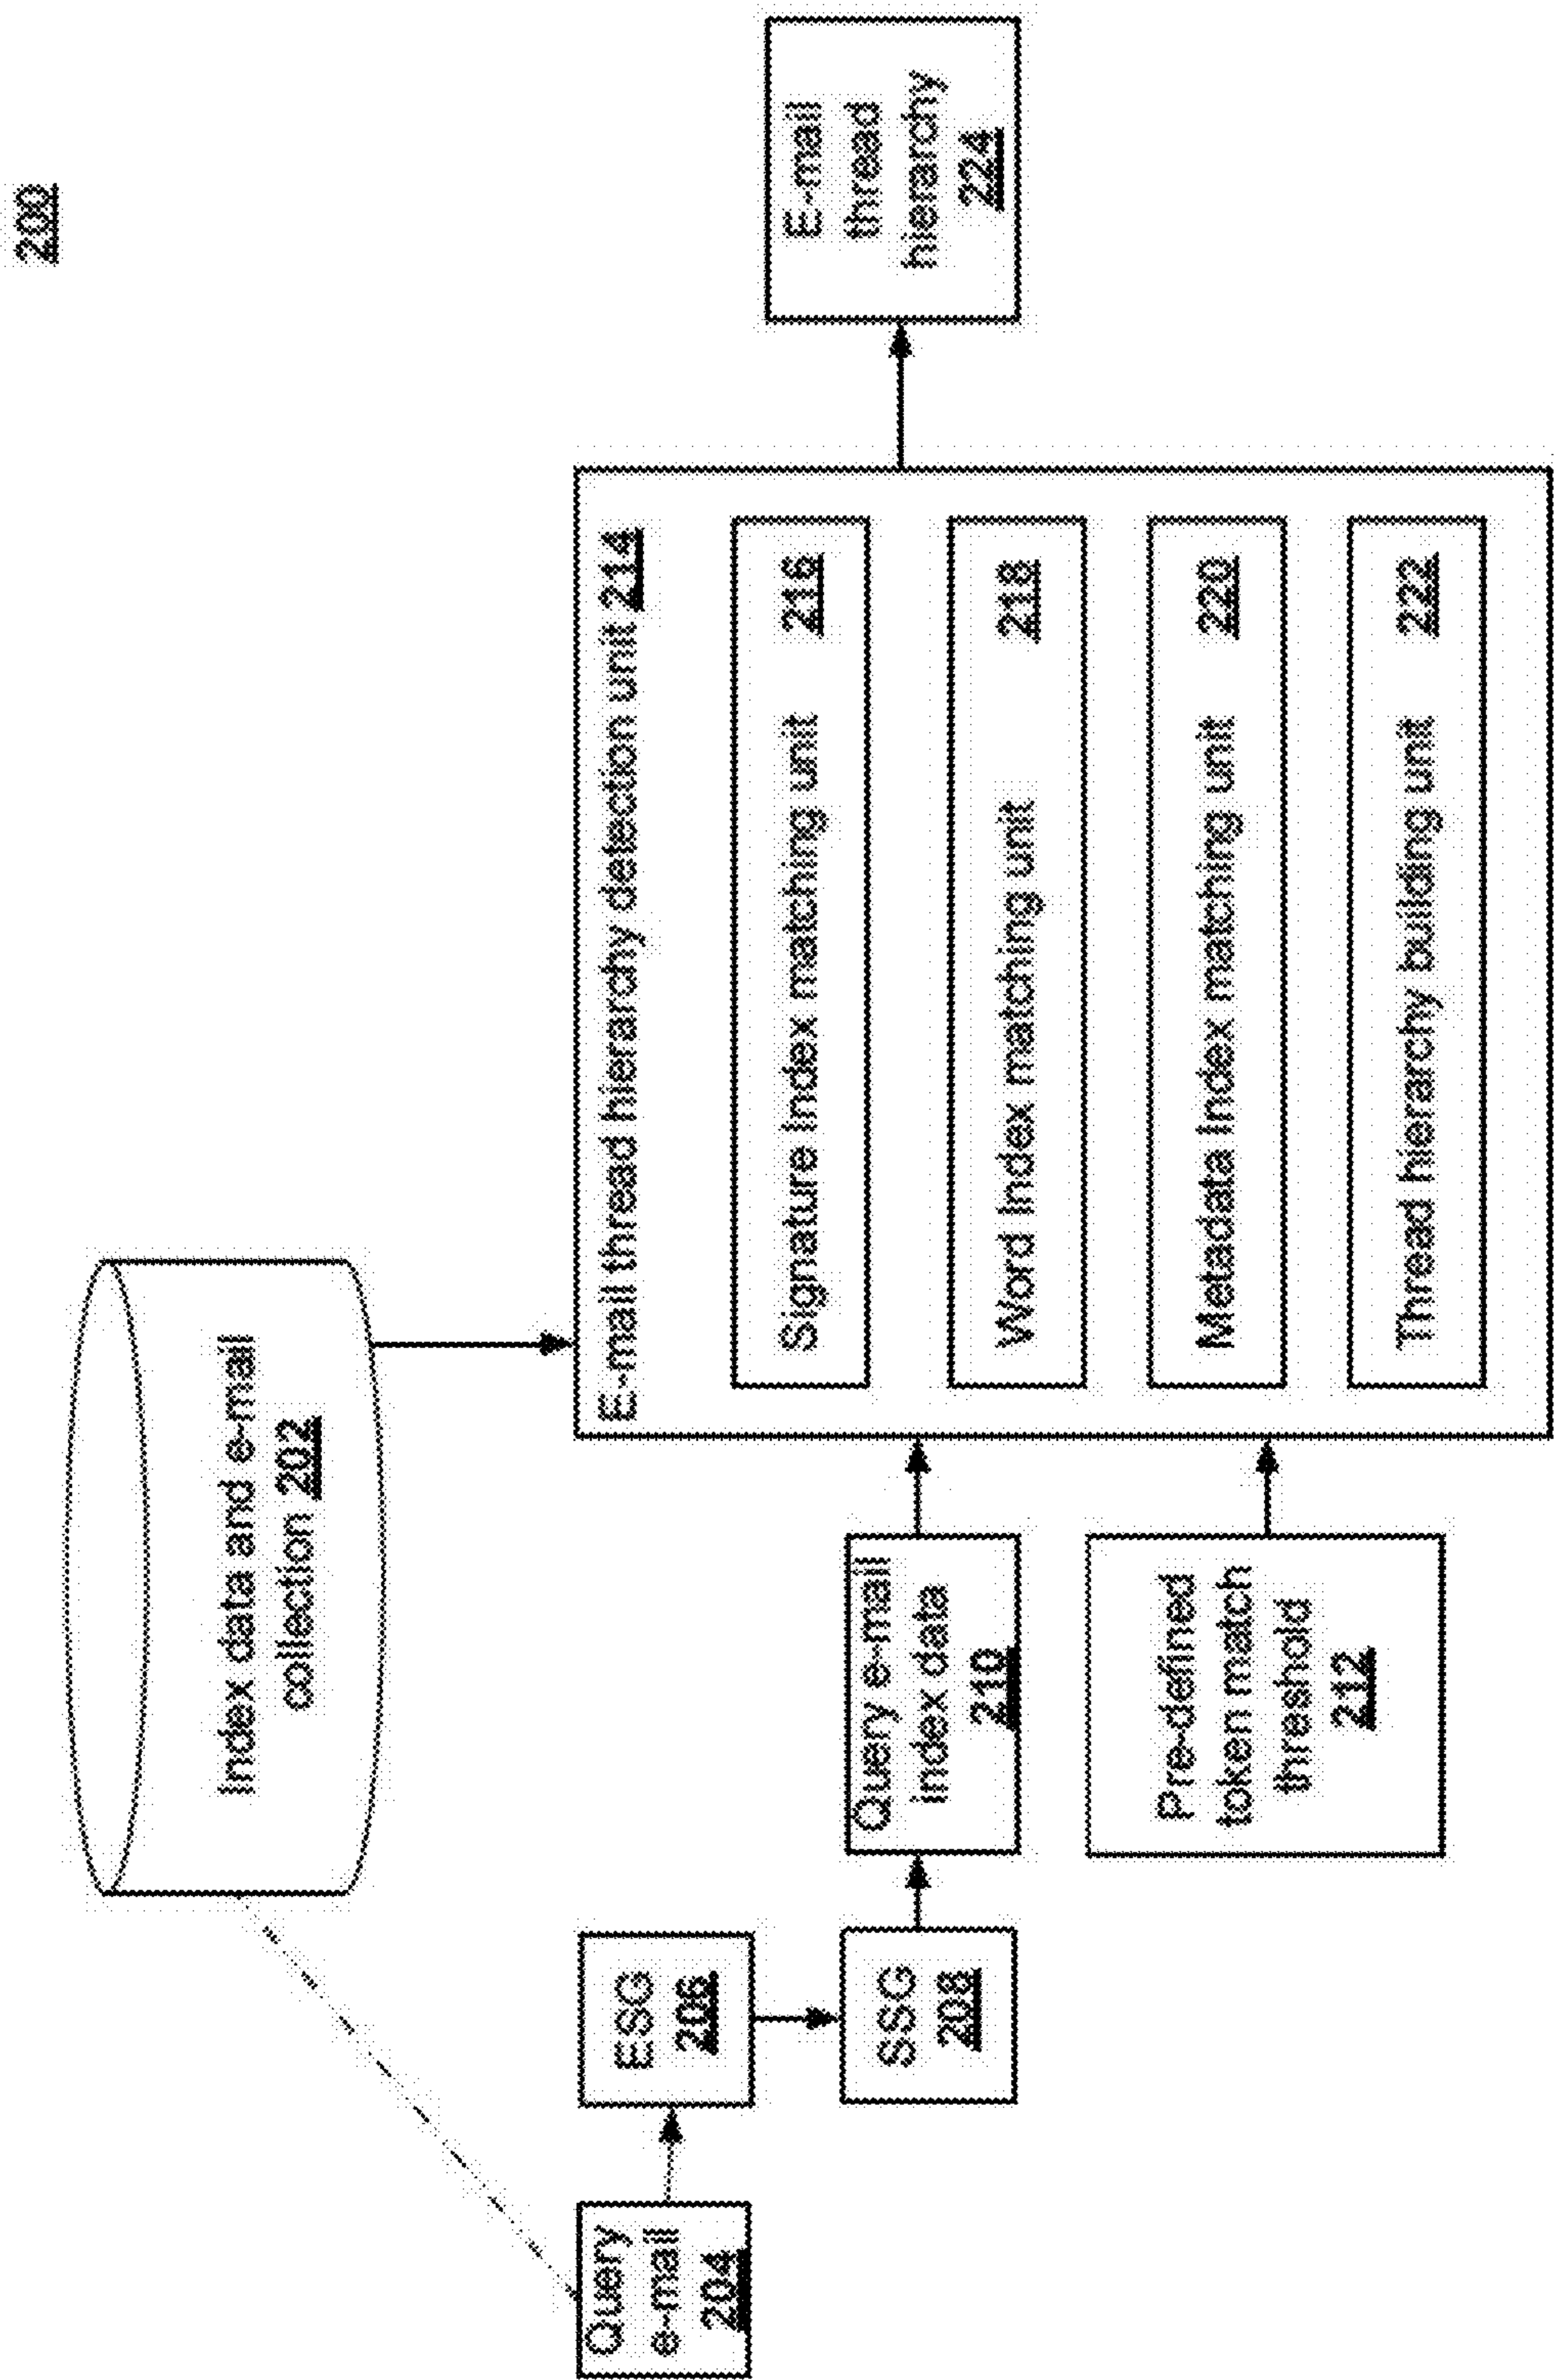 200
Index data and e-mail
collection 202
Query
e-mail
204
ESG
206
SSG
208
Query e-mail
index data
210
Pre-defined
token match
threshold
212
E-mail thread hierarchy detection unit 214
Signature Index matching unit 216
Word Index matching unit 218
Metadata Index matching unit 220
Thread hierarchy building unit 222
E-mail
thread
hierarchy
224